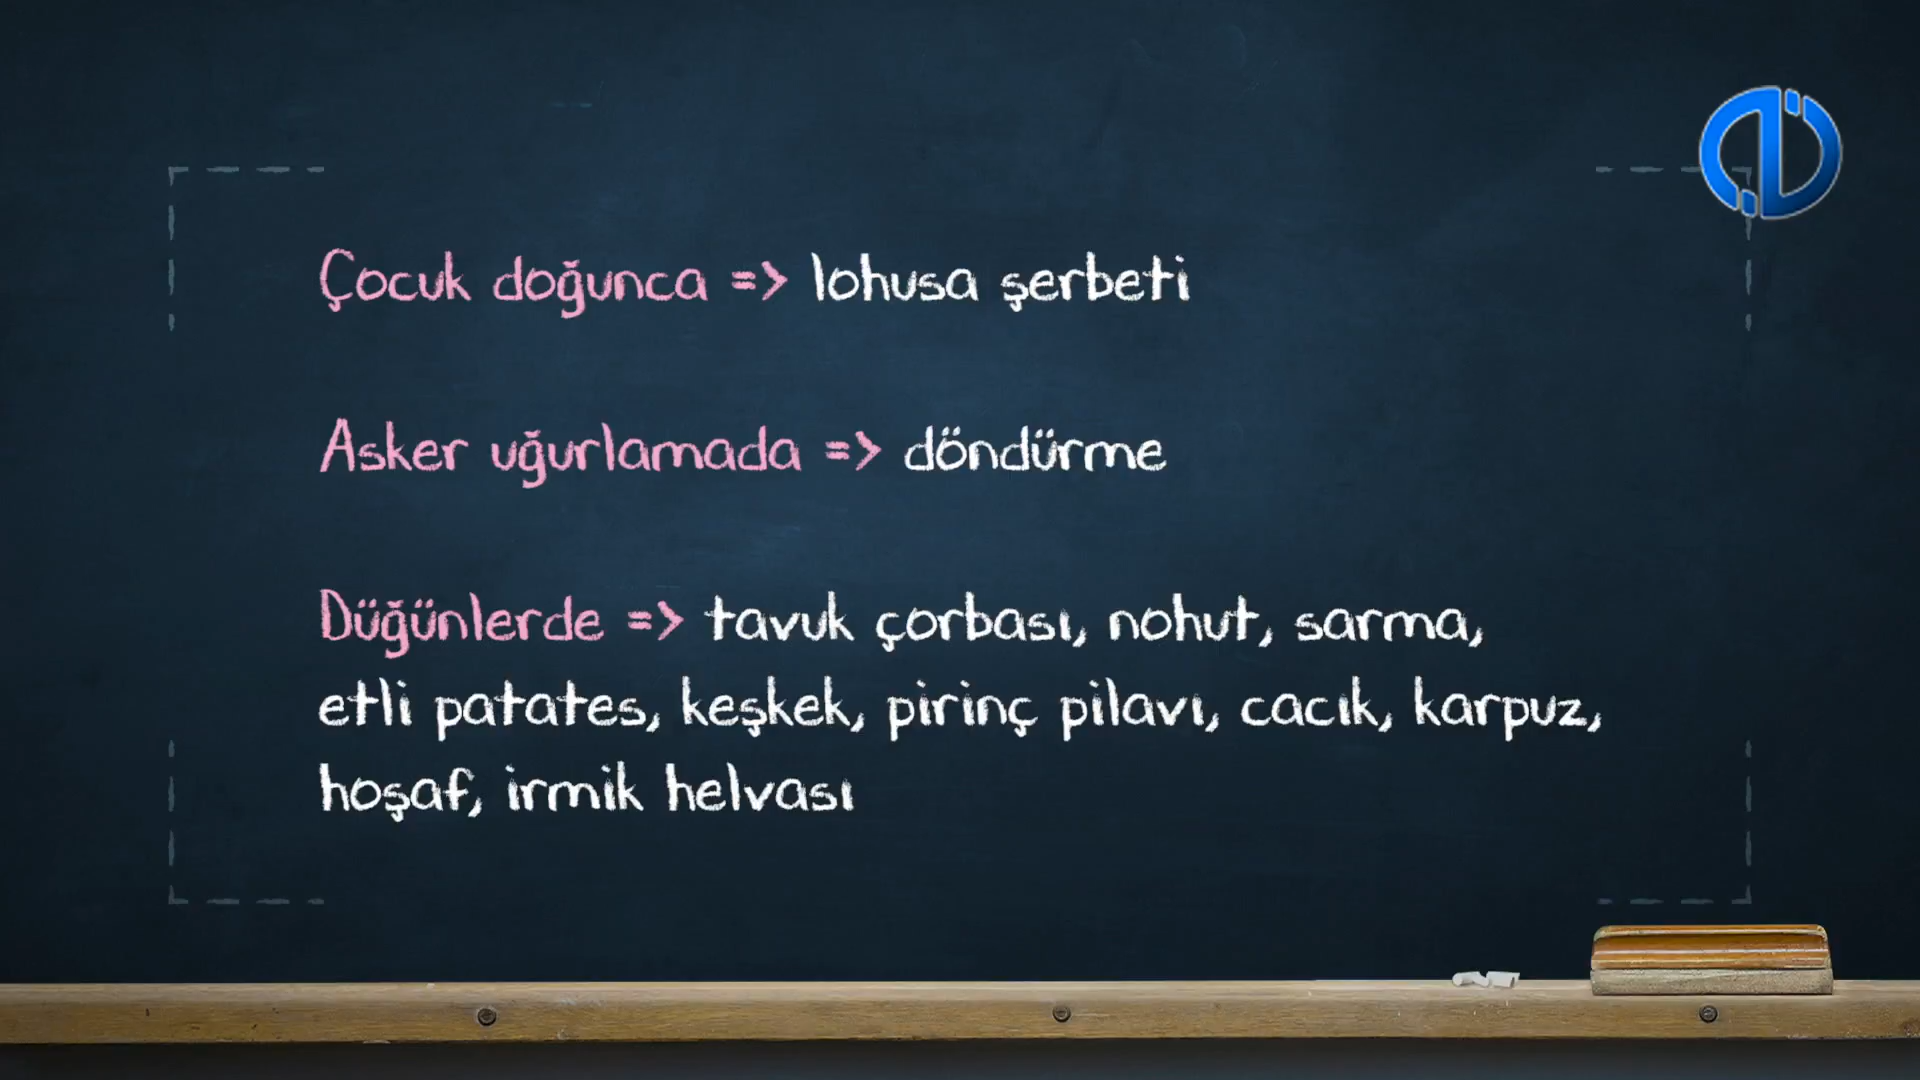 Çocuk doğunca => lohusa şerbeti
Asker uğurlamada => döndürme
Düğünlerde => tavuk çorbası, nohut, sarma,
etli patates, keşkek, pirinç pilavı, cacık, karpuz,
hoşaf, irmik helvası